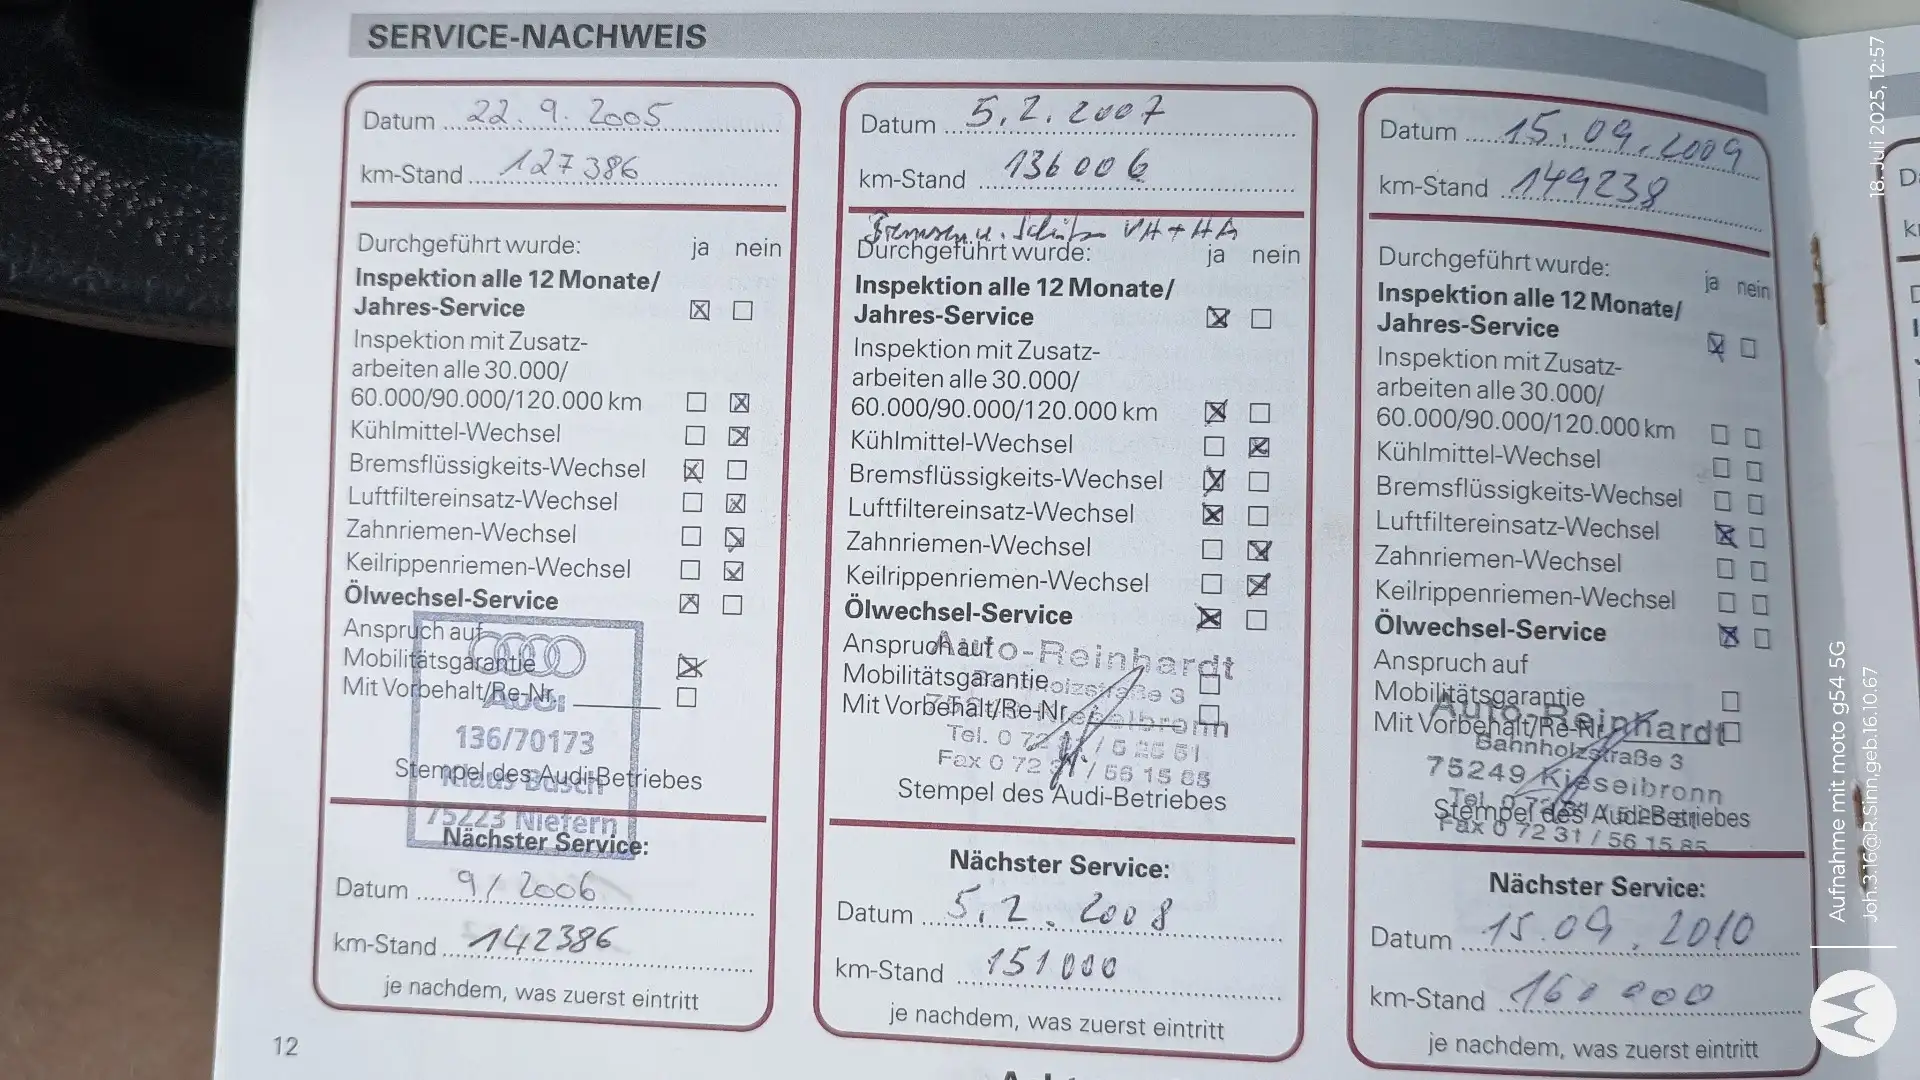 SERVICE-NACHWEIS
Datum 22.9.2005
km-Stand 127386
Durchgeführt wurde: ja nein
Inspektion alle 12 Monate/
Jahres-Service
Inspektion mit Zusatz-
arbeiten alle 30.000/
60.000/90.000/120.000 km
Kühlmittel-Wechsel
Bremsflüssigkeits-Wechsel
Luftfiltereinsatz-Wechsel
Zahnriemen-Wechsel
Keilrippenriemen-Wechsel
Ölwechsel-Service
Anspruch auf
Mobilitätsgarantie
Mit Vorbehalt/Re-Nr.
Audi
136/70173
Stempel des Audi-Betriebes
Klaus Busch
75223 Niefern
Nächster Service:
Datum 9/2006
km-Stand 142386
je nachdem, was zuerst eintritt
12
Datum 5.2.2007
km-Stand 136006
Bremsen u. VA + HA
Durchgeführt wurde: ja nein
Inspektion alle 12 Monate/
Jahres-Service
Inspektion mit Zusatz-
arbeiten alle 30.000/
60.000/90.000/120.000 km
Kühlmittel-Wechsel
Bremsflüssigkeits-Wechsel
Luftfiltereinsatz-Wechsel
Zahnriemen-Wechsel
Keilrippenriemen-Wechsel
Ölwechsel-Service
Anspruch auf
Auto-Reinhardt
Mobilitätsgarantie
Mit Vorbehalt/Re-Nr.
Stempel des Audi-Betriebes
Nächster Service:
Datum 5.2.2008
km-Stand 151000
je nachdem, was zuerst eintritt
Datum 15.09.2009
km-Stand 149238
Durchgeführt wurde:
ja nein
Inspektion alle 12 Monate/
Jahres-Service
Inspektion mit Zusatz-
arbeiten alle 30.000/
60.000/90.000/120.000 km
Kühlmittel-Wechsel
Bremsflüssigkeits-Wechsel
Luftfiltereinsatz-Wechsel
Zahnriemen-Wechsel
Keilrippenriemen-Wechsel
Ölwechsel-Service
Anspruch auf
Mobilitätsgarantie
Auto-Reinhardt
Mit Vorbehalt/Re-Nr.
Bahnholzstraße 3
75249 Kieselbronn
Stempel des Audi-Betriebes
Fax 0 72 31 / 56 15 85
Nächster Service:
Datum 15.09.2010
km-Stand 160000
je nachdem, was zuerst eintritt
18. Juli 2025, 12:57
Aufnahme mit moto g54 5G
Joh.3.16@R.Sinn,geb.16.10.67